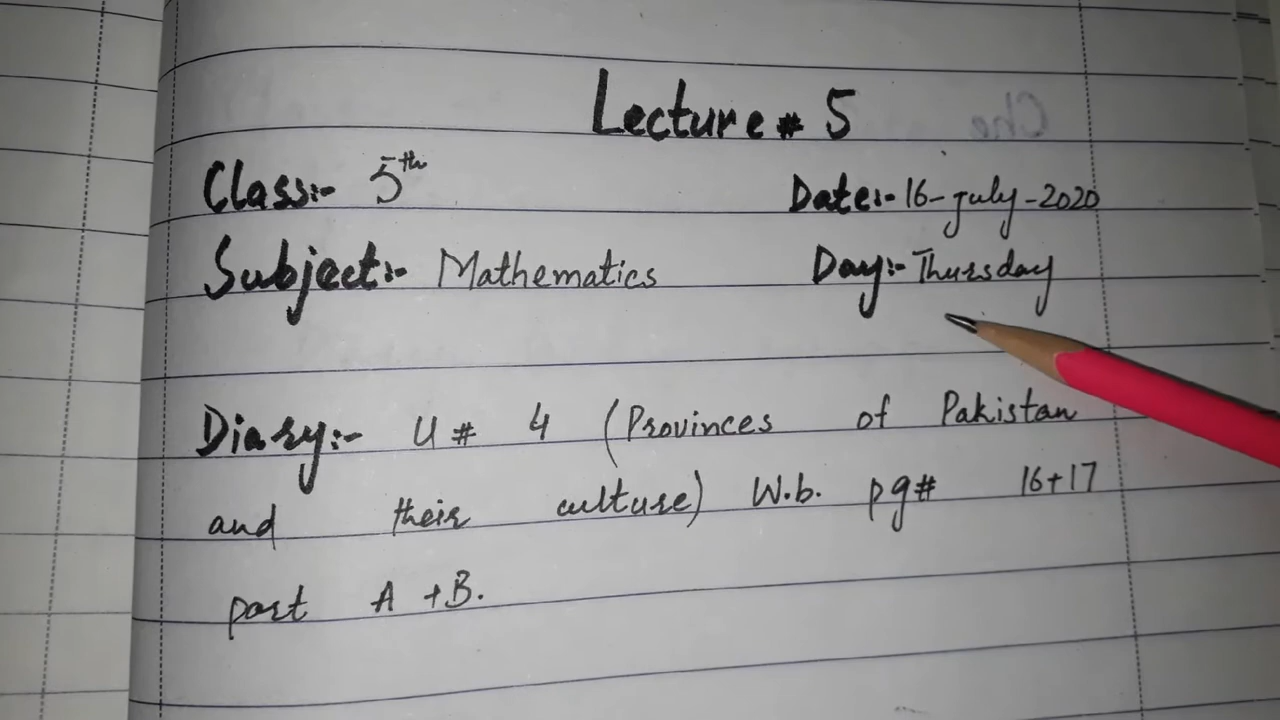 Lecture # 5
Class:- 5th
Date:- 16-July-2020
Subject:- Mathematics
Day:- Thursday
Diary:- U# 4 (Provinces of Pakistan
and their culture) W.b. pg# 16+17
part A +B.